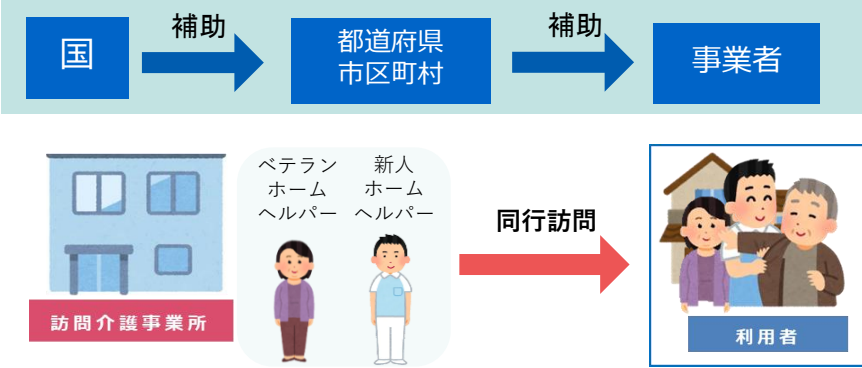 国
補助
都道府県
市区町村
補助
事業者
ベテラン
ホーム
ヘルパー
新人
ホーム
ヘルパー
同行訪問
訪問介護事業所
利用者